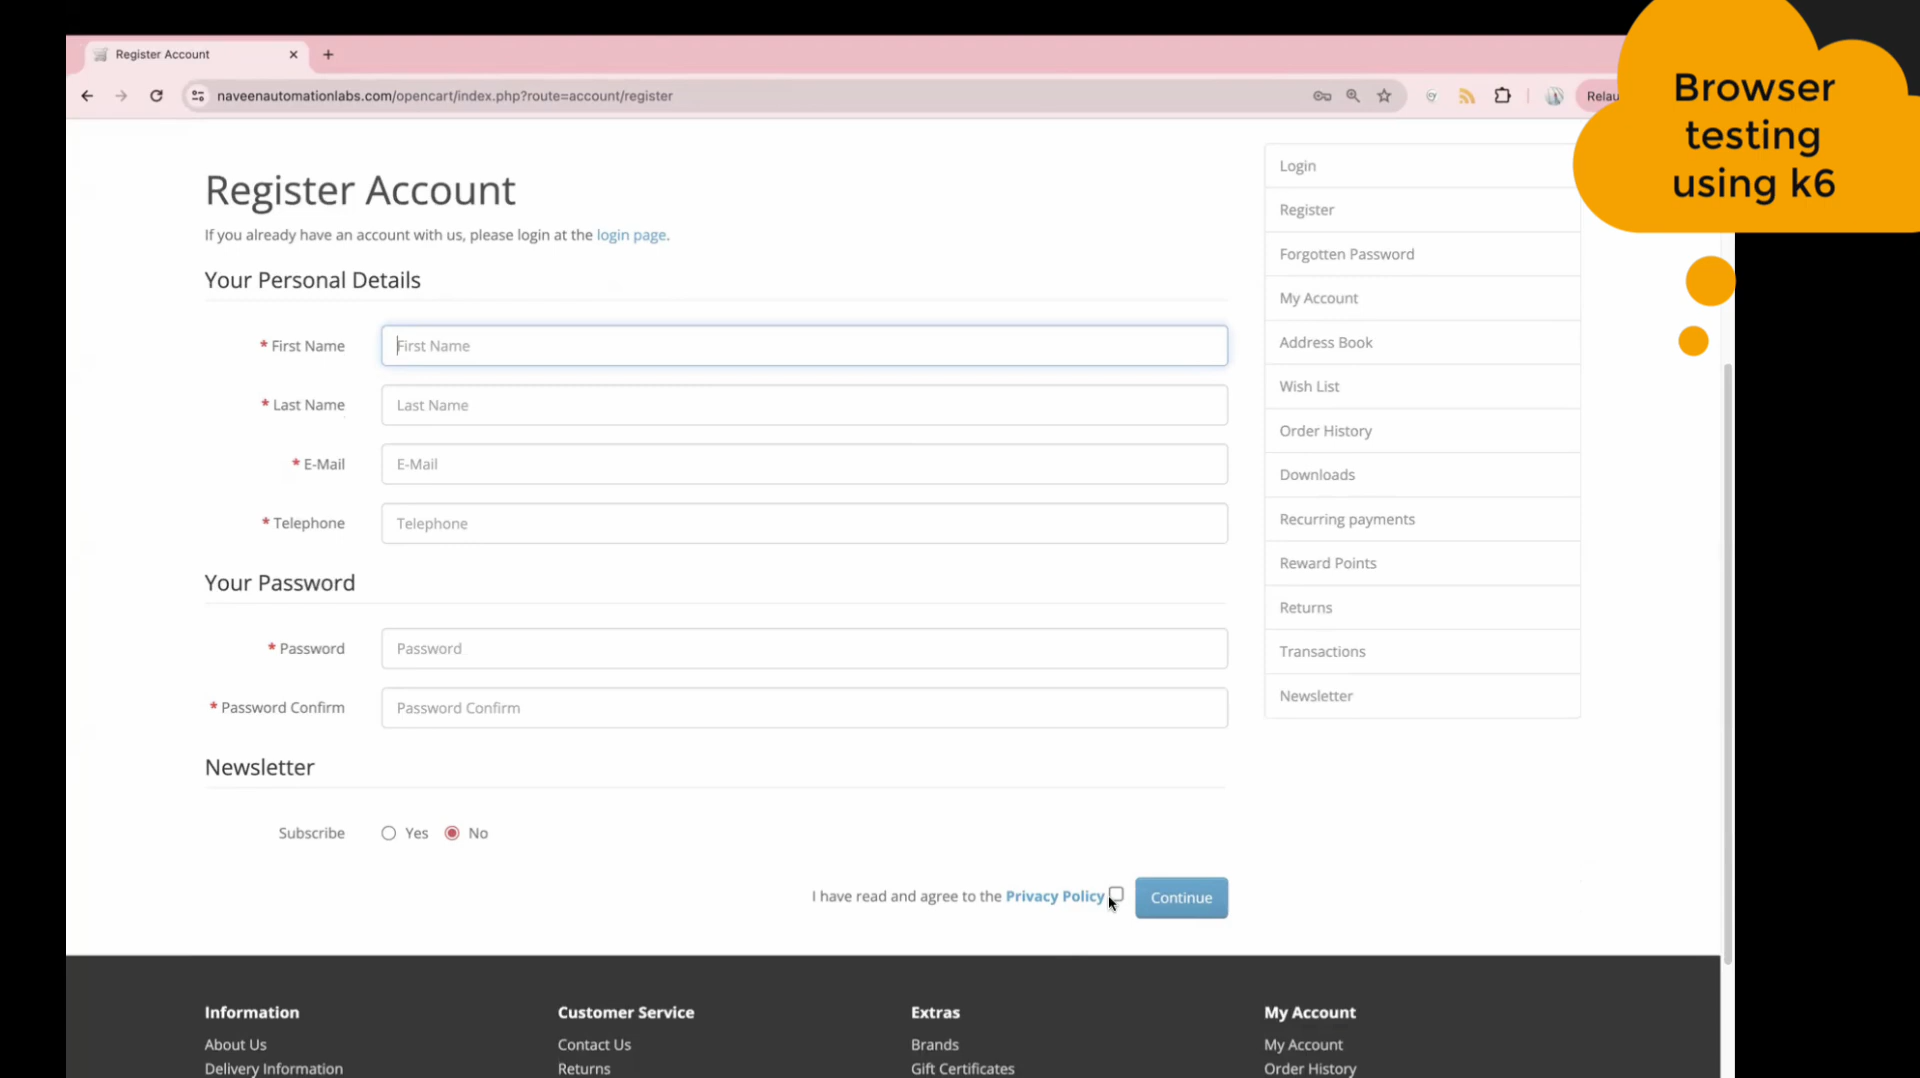 Register Account
naveenautomationlabs.com/opencart/index.php?route=account/register
Browser
testing
using k6
Register Account
If you already have an account with us, please login at the login page.
Your Personal Details
* First Name
First Name
* Last Name
Last Name
* E-Mail
E-Mail
* Telephone
Telephone
Your Password
* Password
Password
* Password Confirm
Password Confirm
Newsletter
Subscribe
Yes
No
I have read and agree to the Privacy Policy
Continue
Login
Register
Forgotten Password
My Account
Address Book
Wish List
Order History
Downloads
Recurring payments
Reward Points
Returns
Transactions
Newsletter
Information
About Us
Delivery Information
Customer Service
Contact Us
Returns
Extras
Brands
Gift Certificates
My Account
My Account
Order History